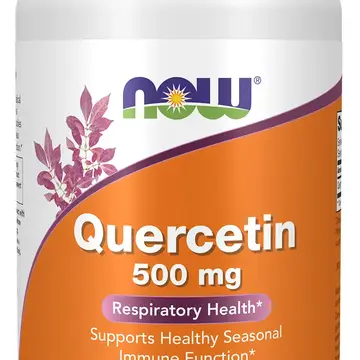 NOW®
Quercetin
500 mg
Respiratory Health*
Supports Healthy Seasonal
Immune Function*